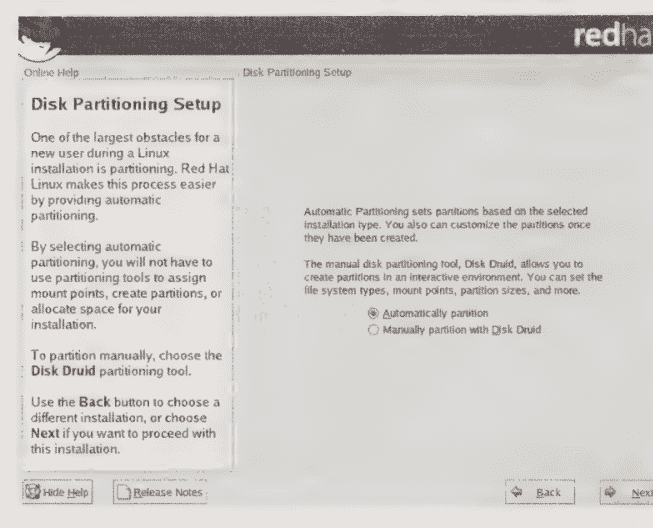 redha
Online Help
Disk Partitioning Setup
Disk Partitioning Setup
One of the largest obstacles for a
new user during a Linux
installation is partitioning. Red Hat
Linux makes this process easier
by providing automatic
partitioning.
By selecting automatic
partitioning, you will not have to
use partitioning tools to assign
mount points, create partitions, or
allocate space for your
installation.
To partition manually, choose the
Disk Druid partitioning tool.
Use the Back button to choose a
different installation, or choose
Next if you want to proceed with
this installation.
Automatic Partitioning sets partitions based on the selected
installation type. You also can customize the partitions once
they have been created.
The manual disk partitioning tool, Disk Druid, allows you to
create partitions in an interactive environment. You can set the
file system types, mount points, partition sizes, and more.
Automatically partition
Manually partition with Disk Druid
Hide Help
Release Notes
Back
Next